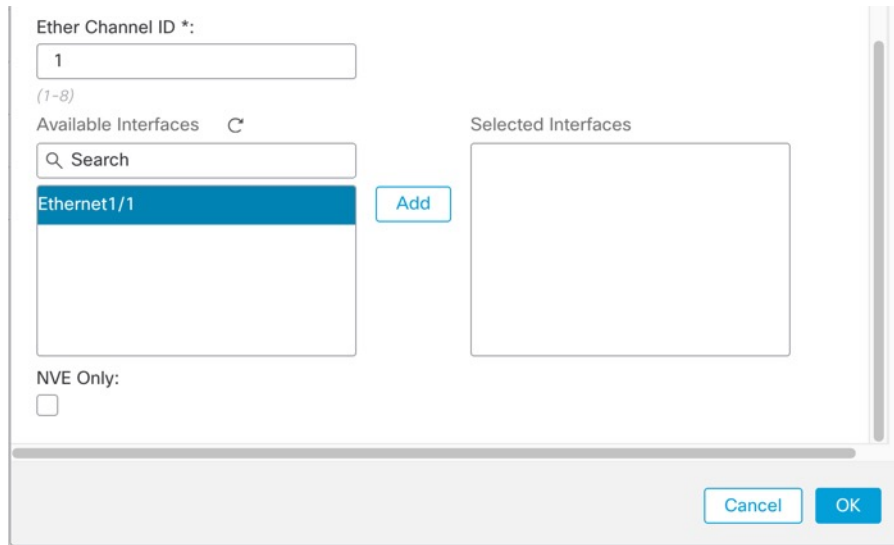 Ether Channel ID *:
1
(1-8)
Available Interfaces
Selected Interfaces
Search
Ethernet1/1
Add
NVE Only:
Cancel
OK